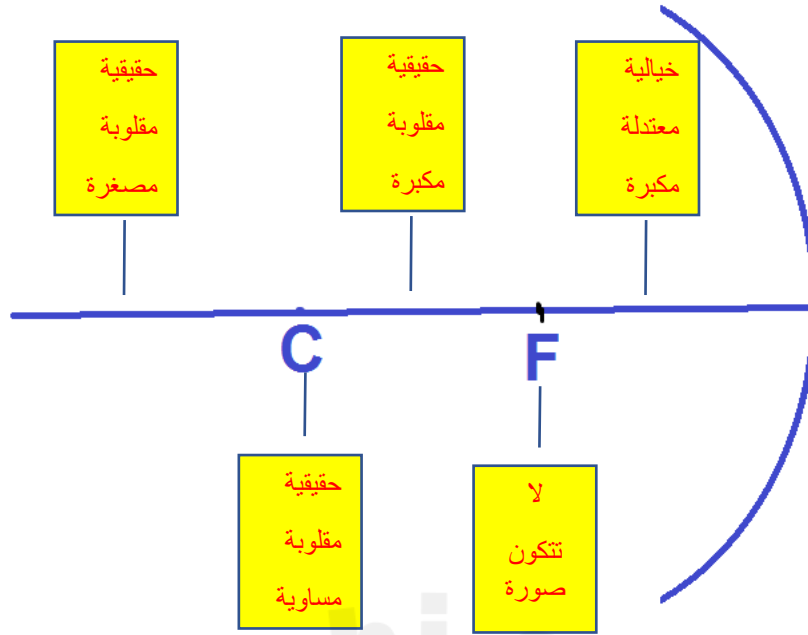 خيالية
معتدلة
مكبرة
حقيقية
مقلوبة
مكبرة
حقيقية
مقلوبة
مصغرة
F
C
لا
تتكون
صورة
حقيقية
مقلوبة
مساوية